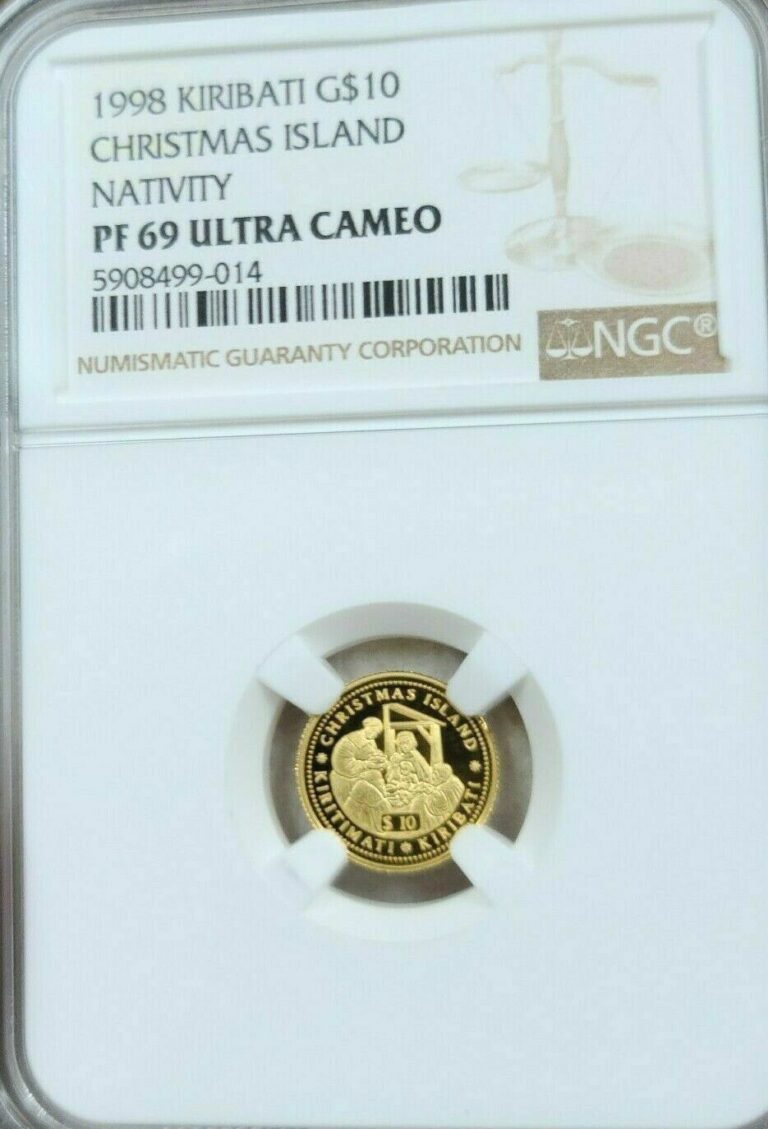 1998 KIRIBATI G$10
CHRISTMAS ISLAND
NATIVITY
PF 69 ULTRA CAMEO
5908499-014
NUMISMATIC GUARANTY CORPORATION
NGC®
CHRISTMAS ISLAND
$ 10
KIRITIMATI * KIRIBATI